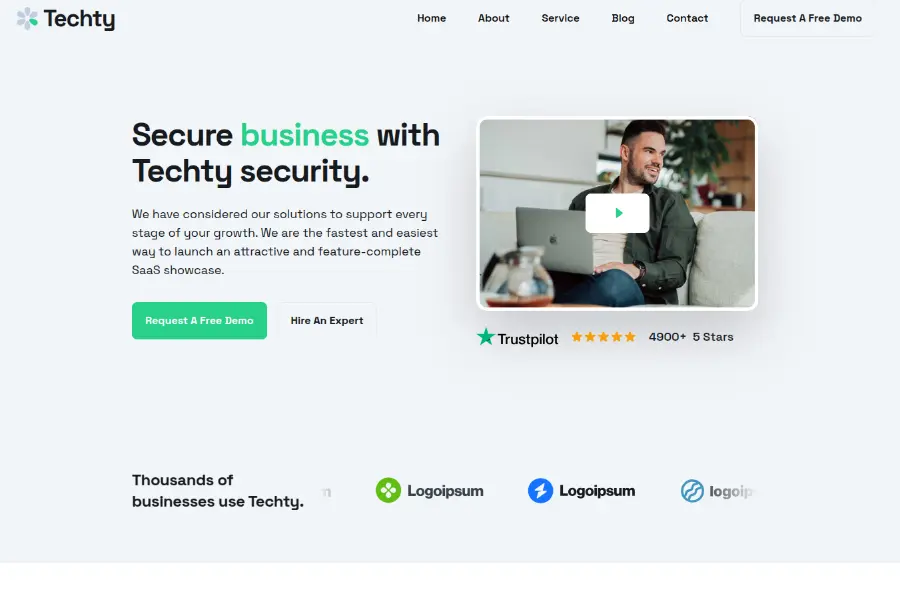 Techty
Home About Service Blog Contact Request A Free Demo
Secure business with
Techty security.
We have considered our solutions to support every
stage of your growth. We are the fastest and easiest
way to launch an attractive and feature-complete
SaaS showcase.
Request A Free Demo Hire An Expert
Trustpilot 4900+ 5 Stars
Thousands of
businesses use Techty.
m Logoipsum Logoipsum logoip